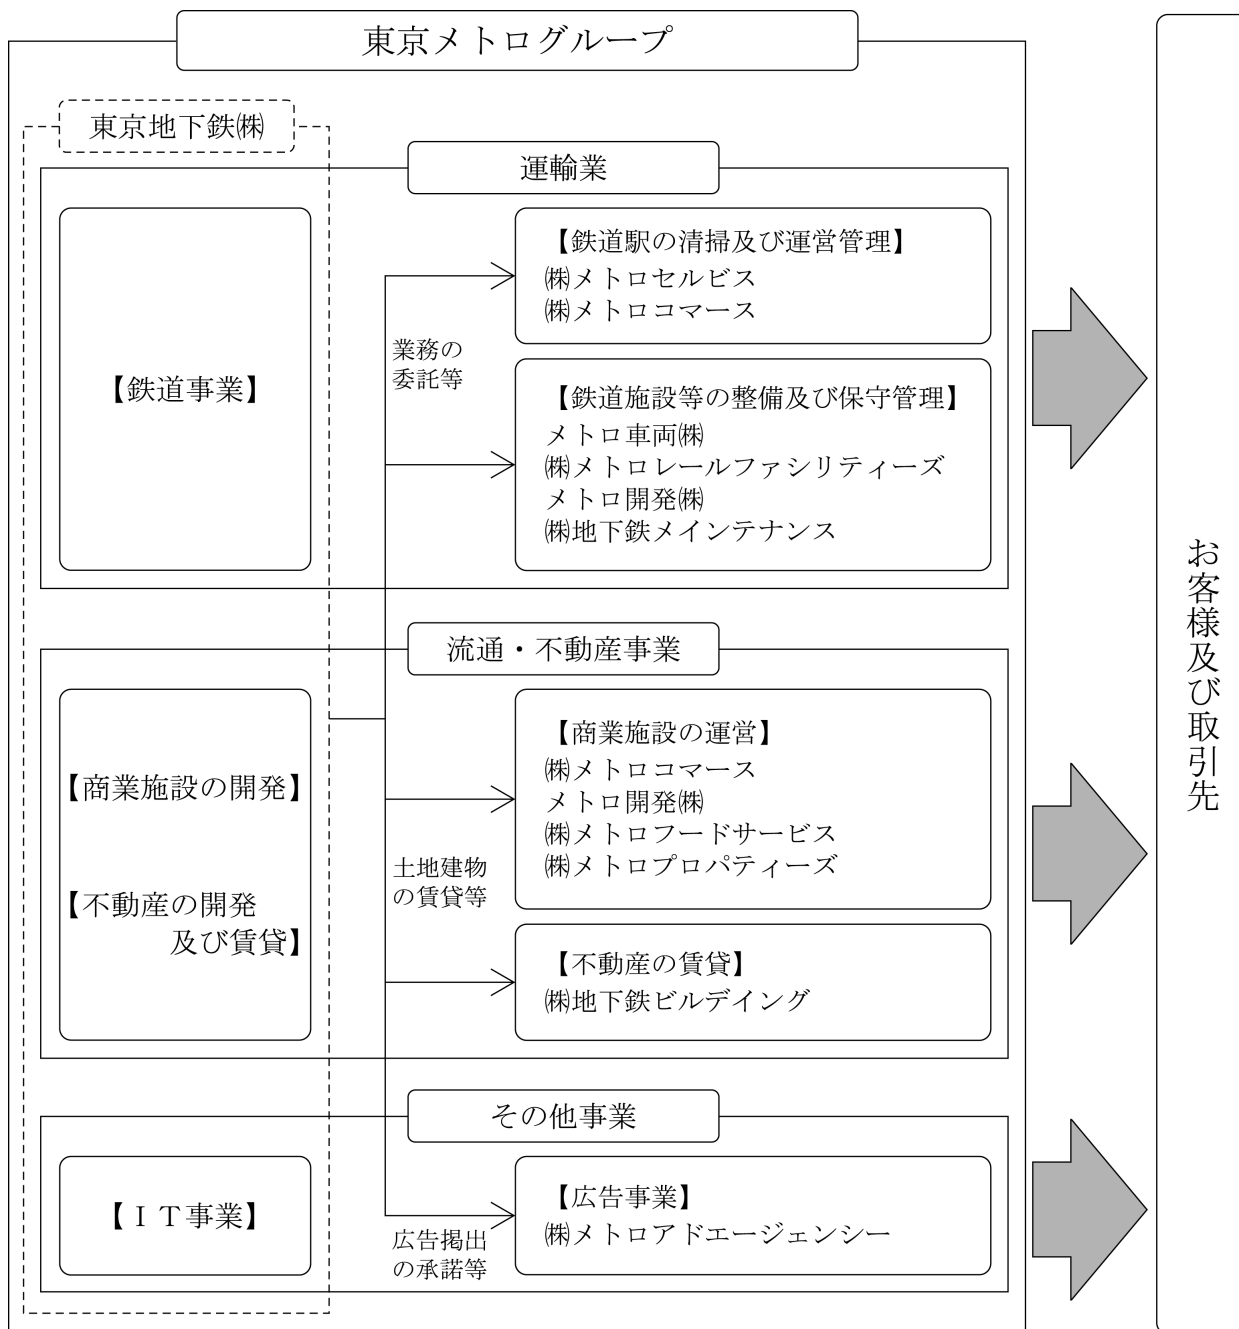 東京メトログループ
東京地下鉄㈱
運輸業
【鉄道事業】
業務の
委託等
【鉄道駅の清掃及び運営管理】
㈱メトロセルビス
㈱メトロコマース
【鉄道施設等の整備及び保守管理】
メトロ車両㈱
㈱メトロレールファシリティーズ
メトロ開発㈱
㈱地下鉄メインテナンス
流通・不動産事業
【商業施設の開発】
【不動産の開発
及び賃貸】
土地建物
の賃貸等
【商業施設の運営】
㈱メトロコマース
メトロ開発㈱
㈱メトロフードサービス
㈱メトロプロパティーズ
【不動産の賃貸】
㈱地下鉄ビルデイング
その他事業
【ＩＴ事業】
広告掲出
の承諾等
【広告事業】
㈱メトロアドエージェンシー
お客様及び取引先